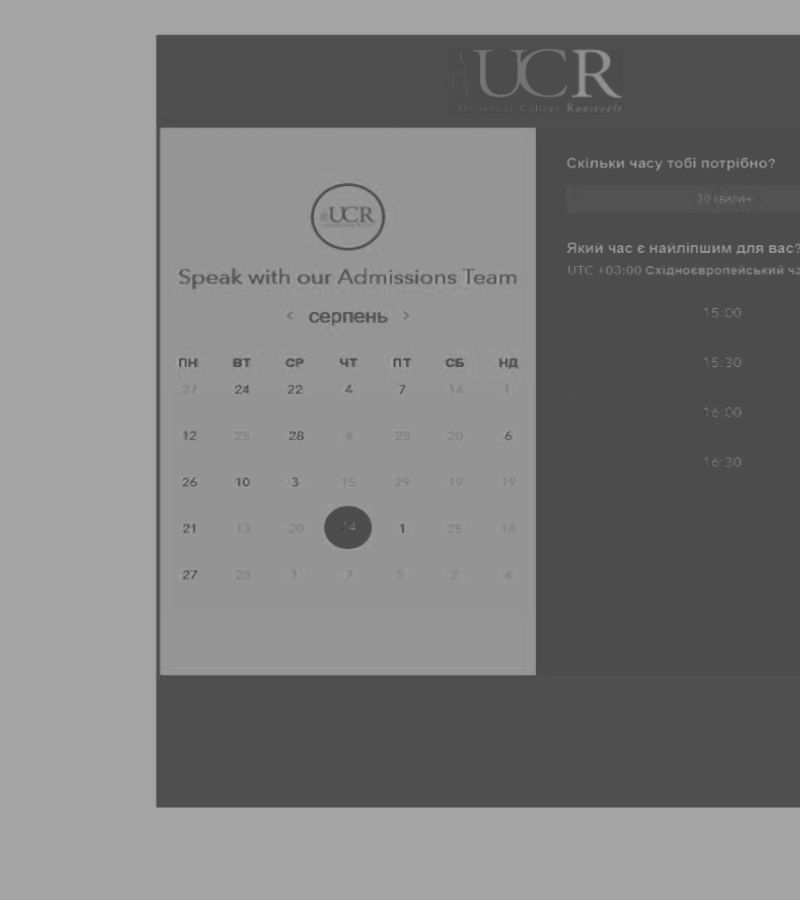 UCR
University College Roosevelt
UCR
Speak with our Admissions Team
< серпень >
ПН ВТ СР ЧТ ПТ СБ НД
27 24 22 4 7 14 1
12 25 28 4 28 20 6
26 10 3 15 29 19 19
21 13 20 14 1 25 18
27 28 1 7 5 2 4
Скільки часу тобі потрібно?
30 хвилин
Який час є найліпшим для вас?
UTC +03:00 Східноєвропейський ча
15:00
15:30
16:00
16:30